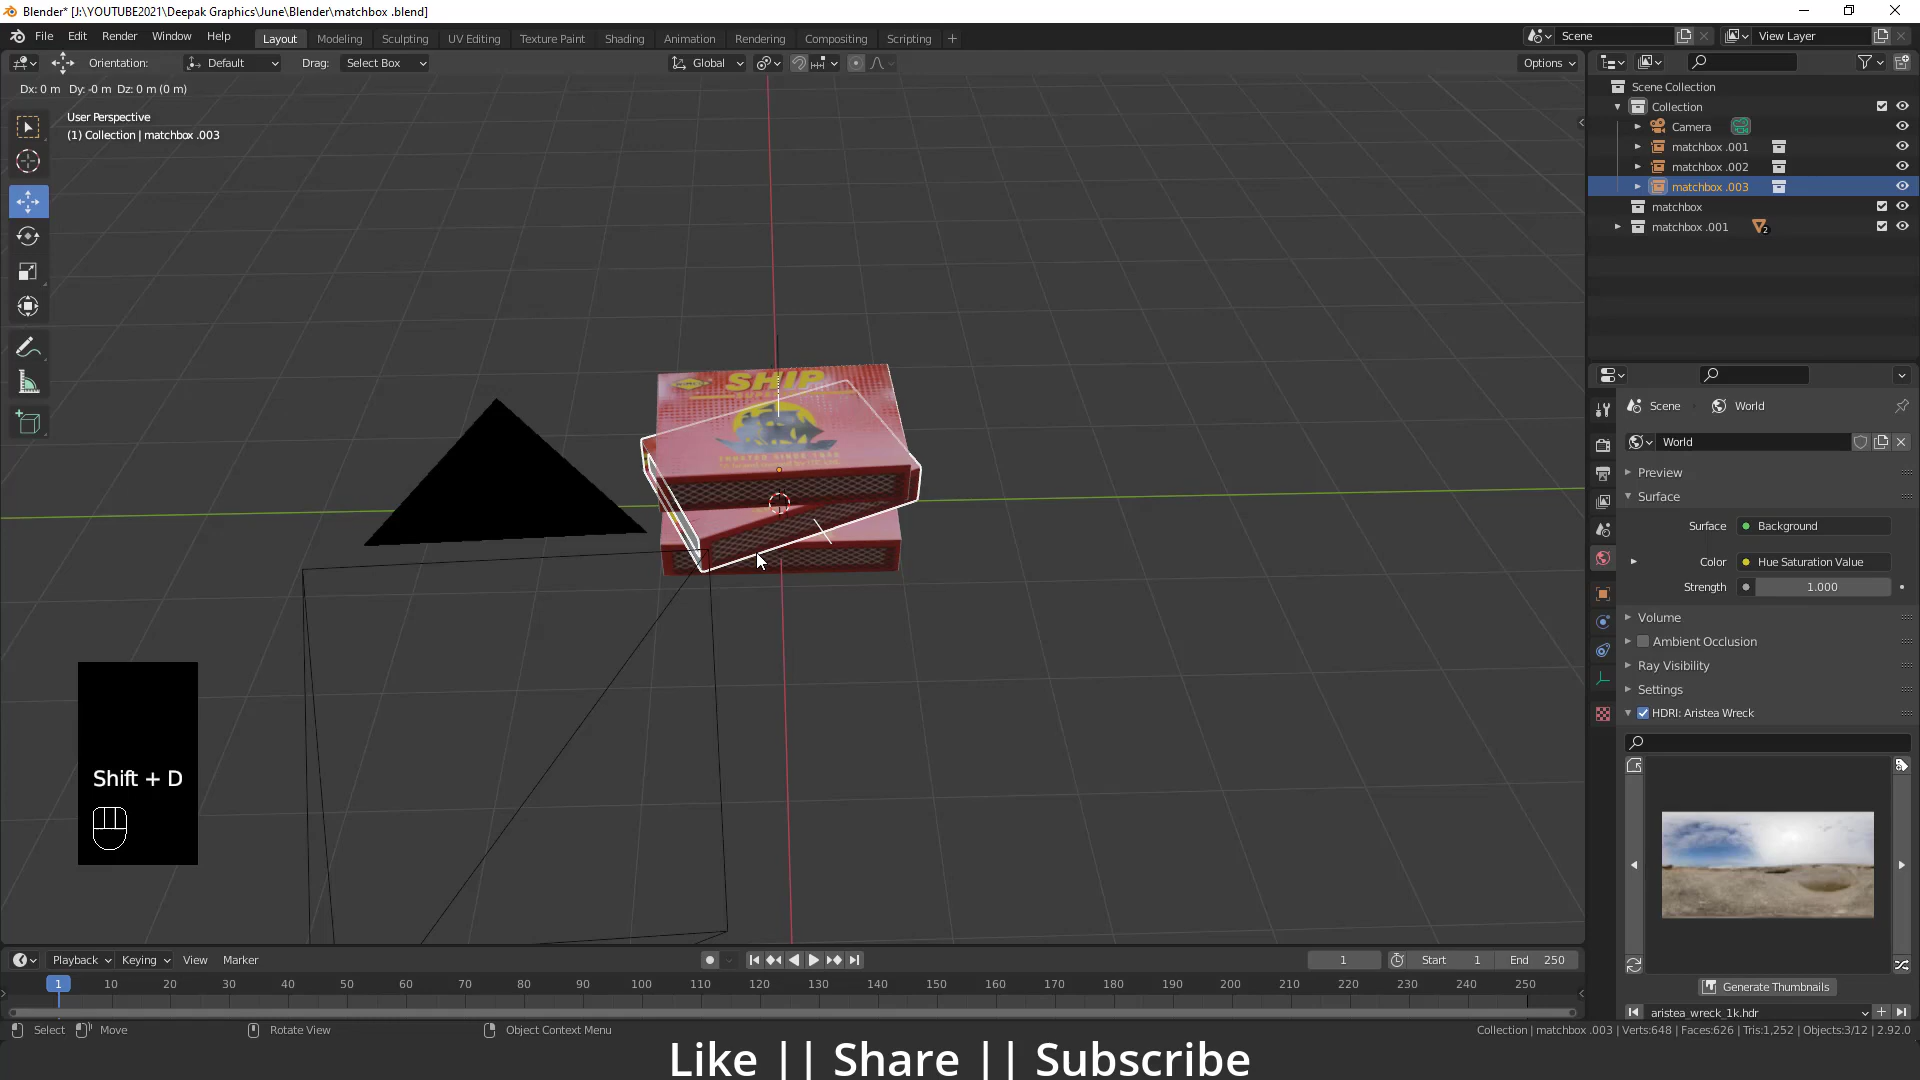 Blender* [J:\YOUTUBE2021\Deepak Graphics\June\Blender\matchbox .blend]
File Edit Render Window Help Layout Modeling Sculpting UV Editing Texture Paint Shading Animation Rendering Compositing Scripting + Scene View Layer
Orientation: Default Drag: Select Box Global Options
Dx: 0 m Dy: -0 m Dz: 0 m (0 m)
User Perspective
(1) Collection | matchbox .003
Scene Collection
Collection
Camera
matchbox .001
matchbox .002
matchbox .003
matchbox
matchbox .001 2
SHIP
Scene World
World
Preview
Surface
Surface Background
Color Hue Saturation Value
Strength 1.000
Volume
Ambient Occlusion
Ray Visibility
Settings
HDRI: Aristea Wreck
Generate Thumbnails
aristea_wreck_1k.hdr
Shift + D
Playback Keying View Marker 1 Start 1 End 250
1 10 20 30 40 50 60 70 80 90 100 110 120 130 140 150 160 170 180 190 200 210 220 230 240 250
Select Move Rotate View Object Context Menu Collection | matchbox .003 | Verts:648 | Faces:626 | Tris:1,252 | Objects:3/12 | 2.92.0
Like || Share || Subscribe